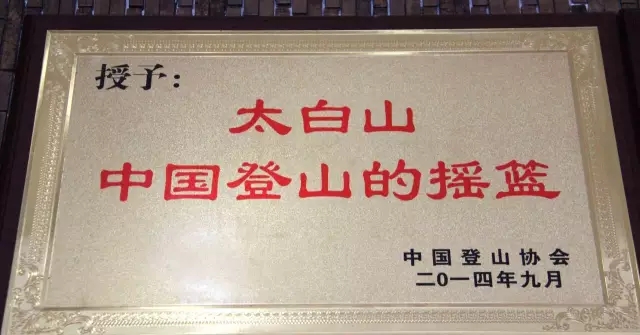 授予：
太白山
中国登山的摇篮
中国登山协会
二0一四年九月